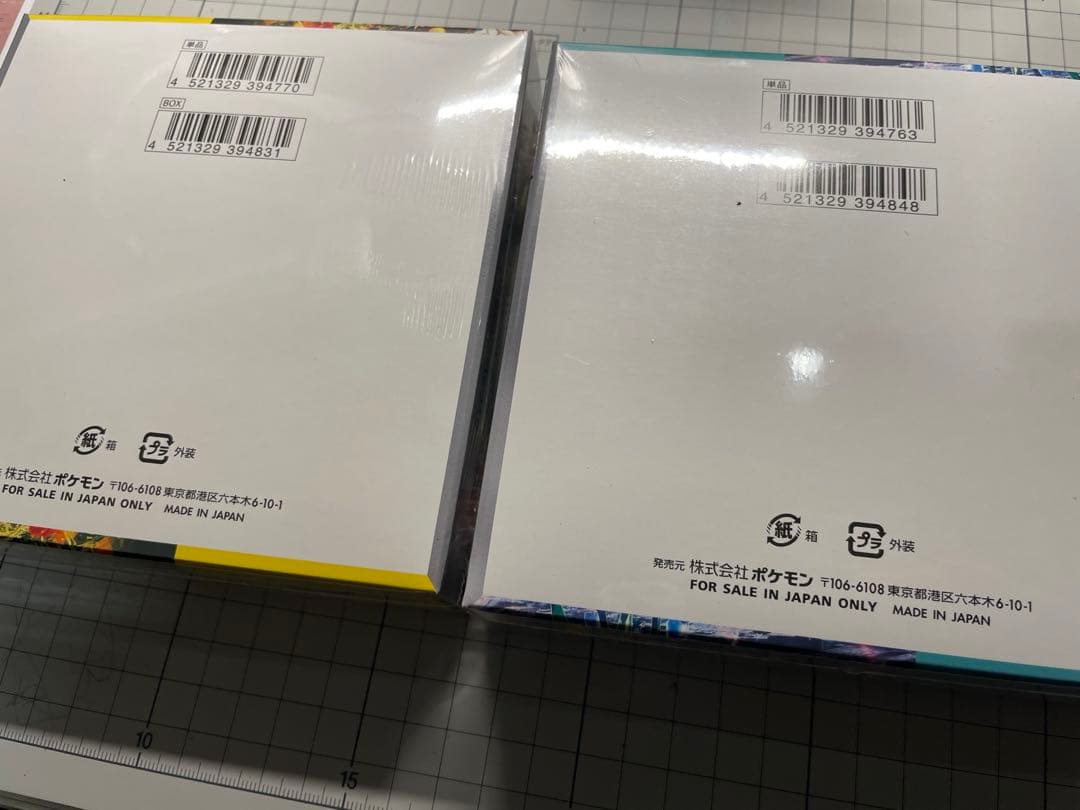 単品
4 521329 394770
BOX
4 521329 394831
紙 箱
プラ 外装
株式会社ポケモン 〒106-6108 東京都港区六本木6-10-1
FOR SALE IN JAPAN ONLY MADE IN JAPAN
単品
4 521329 394763
4 521329 394848
紙 箱
プラ 外装
発売元 株式会社ポケモン 〒106-6108 東京都港区六本木6-10-1
FOR SALE IN JAPAN ONLY MADE IN JAPAN
10
15